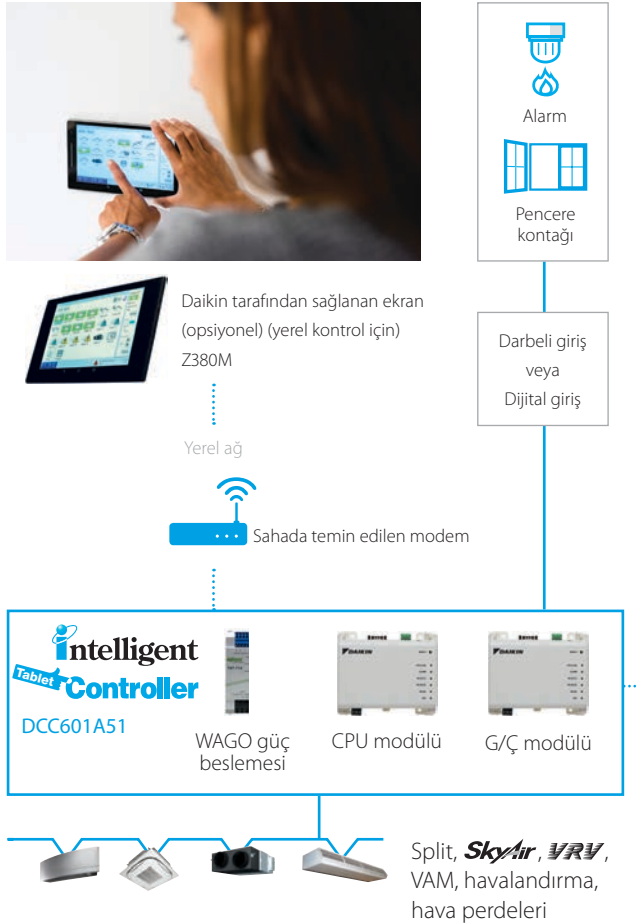 Alarm
Pencere
kontağı
Daikin tarafından sağlanan ekran
(opsiyonel) (yerel kontrol için)
Z380M
Darbeli giriş
veya
Dijital giriş
Yerel ağ
Sahada temin edilen modem
intelligent
Tablet Controller
DCC601A51
WAGO güç
beslemesi
DAIKIN
CPU modülü
DAIKIN
G/Ç modülü
Split, SkyAir, VRV,
VAM, havalandırma,
hava perdeleri